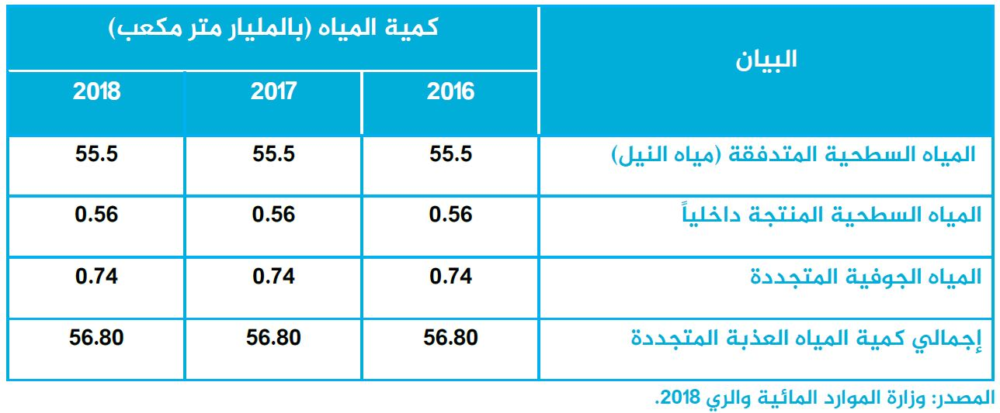 البيان
كمية المياه (بالمليار متر مكعب)
2016 2017 2018
المياه السطحية المتدفقة (مياه النيل) 55.5 55.5 55.5
المياه السطحية المنتجة داخلياً 0.56 0.56 0.56
المياه الجوفية المتجددة 0.74 0.74 0.74
إجمالي كمية المياه العذبة المتجددة 56.80 56.80 56.80
المصدر: وزارة الموارد المائية والري 2018.